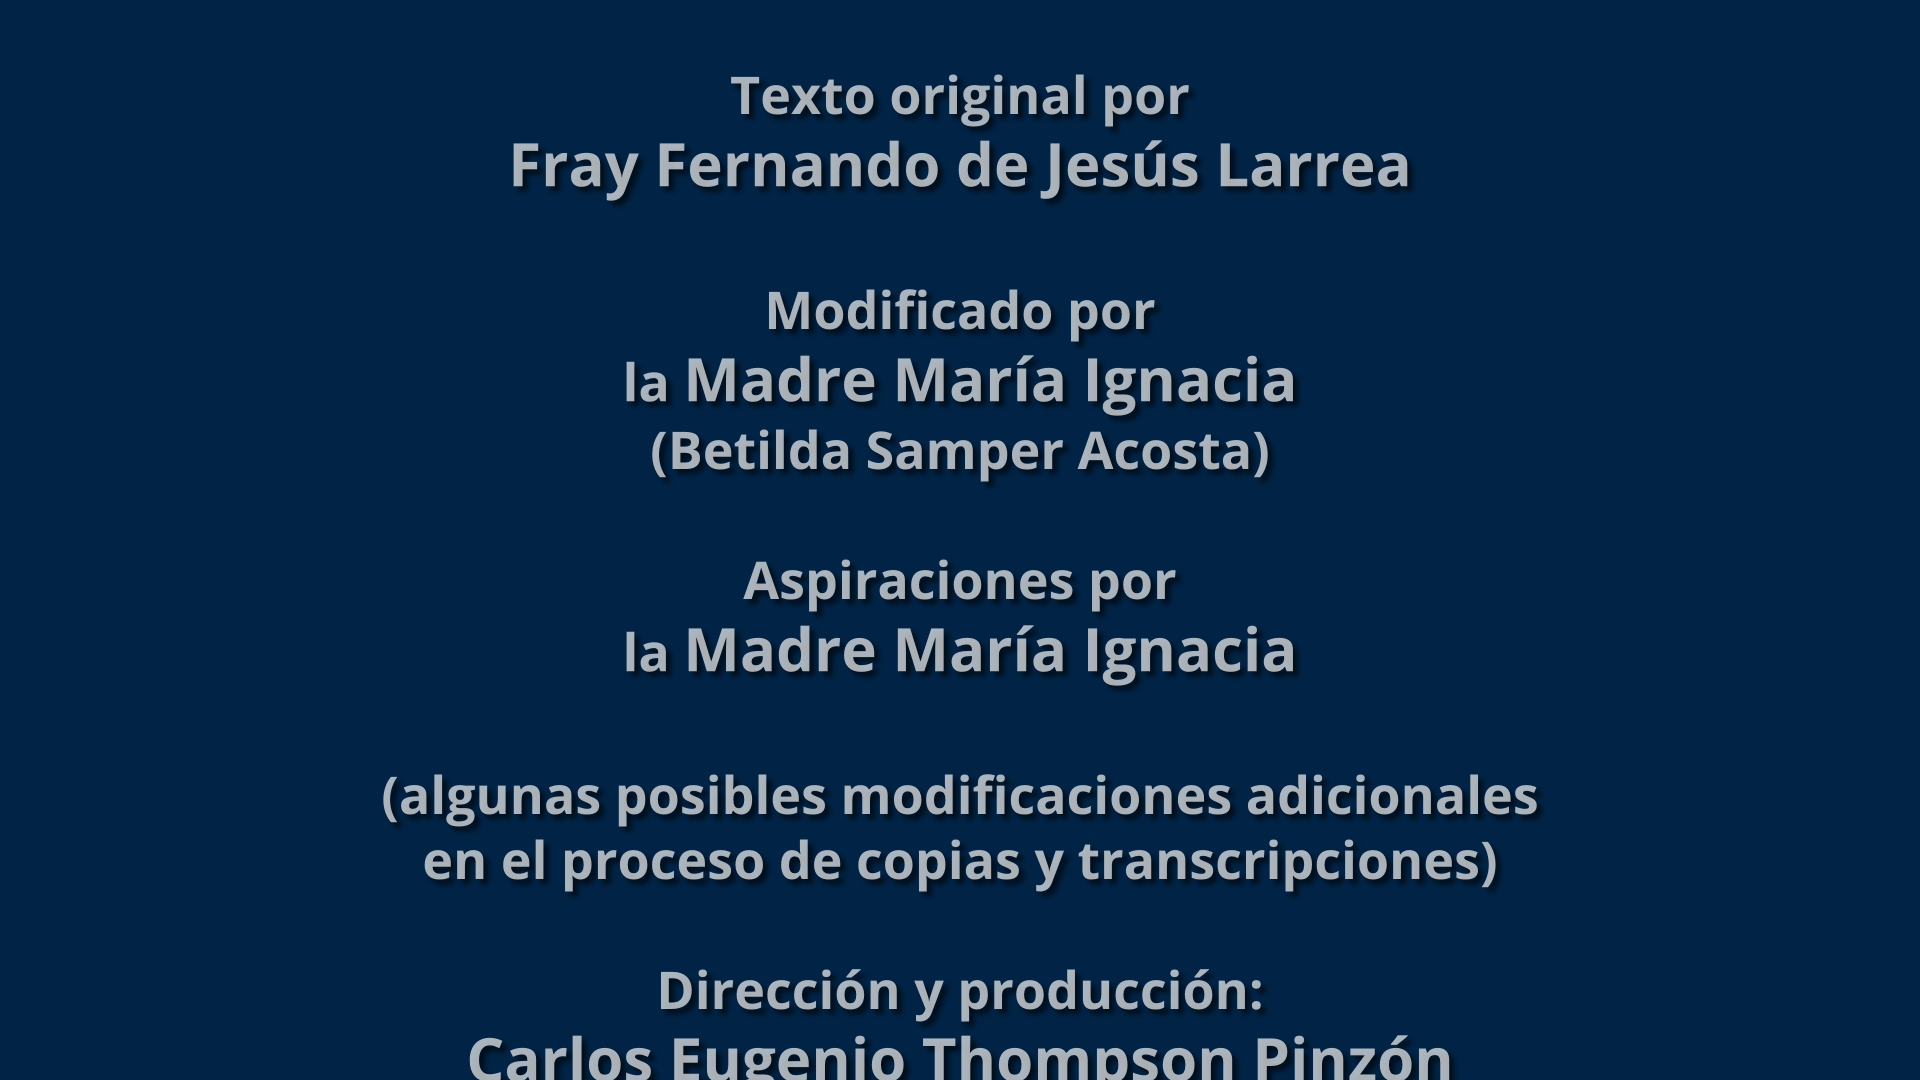 Texto original por
Fray Fernando de Jesús Larrea
Modificado por
la Madre María Ignacia
(Betilda Samper Acosta)
Aspiraciones por
la Madre María Ignacia
(algunas posibles modificaciones adicionales
en el proceso de copias y transcripciones)
Dirección y producción:
Carlos Eugenio Thompson Pinzón